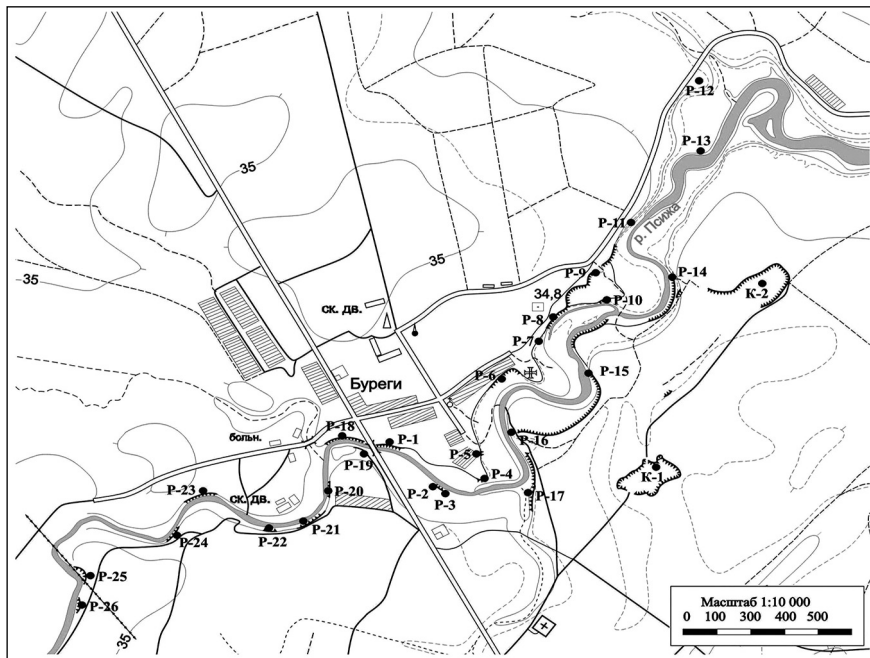 Р-12
Р-13
35
Р-11
р. Псижа
35
35
Р-9
Р-14
34,8
Р-10
К-2
ск. дв.
Р-8
Р-7
Буреги
Р-6
Р-15
больн.
Р-18
Р-1
Р-16
Р-19
Р-5
К-1
Р-4
Р-23
ск. дв.
Р-20
Р-2
Р-3
Р-17
Р-22
Р-21
Р-24
Р-25
Р-26
35
Масштаб 1:10 000
0 100 200 300 400 500